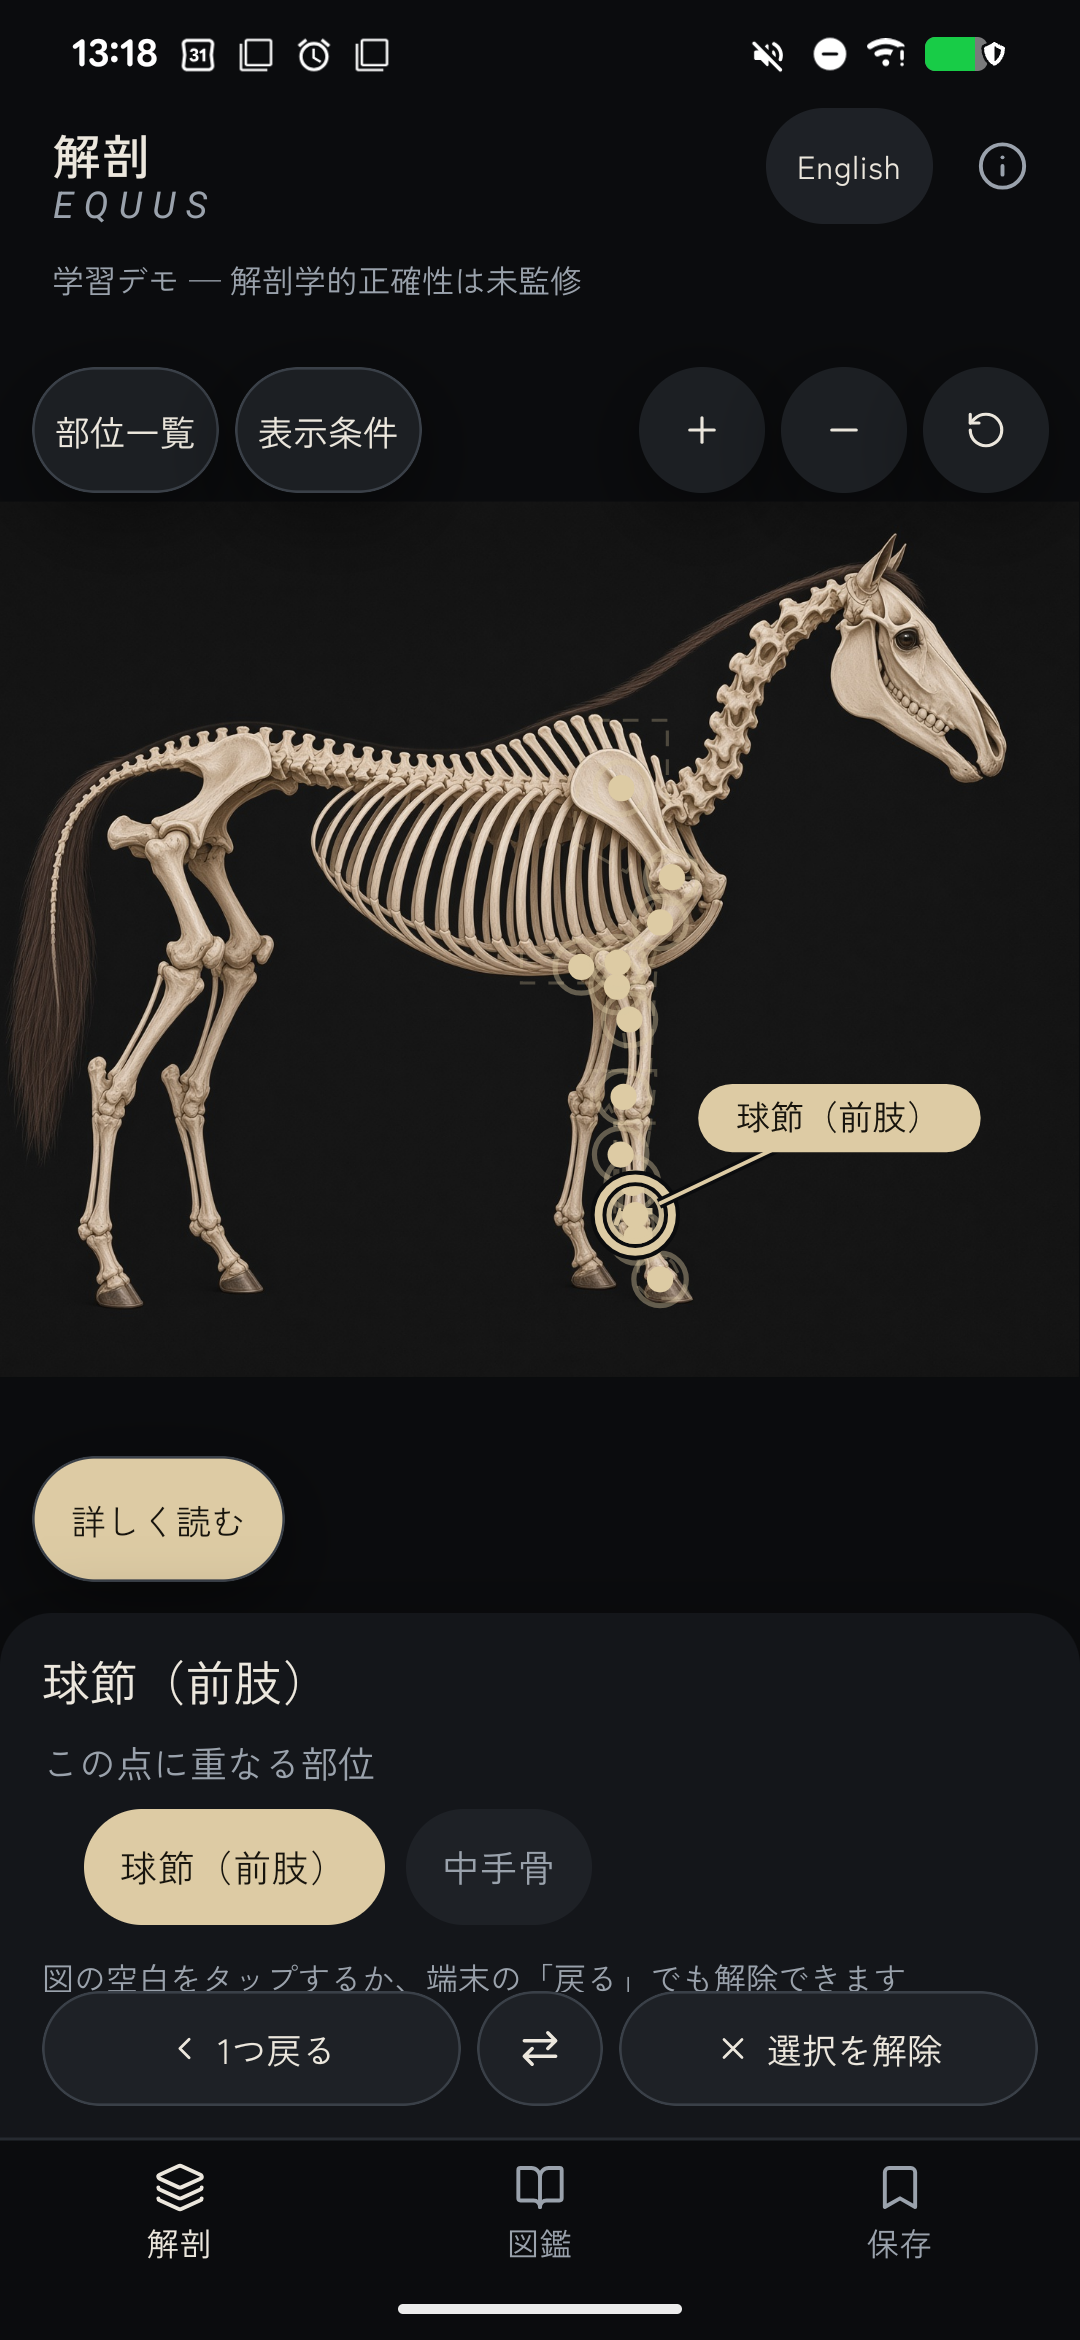 13:18 31
解剖
EQUUS
English
学習デモ — 解剖学的正確性は未監修
部位一覧 表示条件
球節（前肢）
詳しく読む
球節（前肢）
この点に重なる部位
球節（前肢） 中手骨
図の空白をタップするか、端末の「戻る」でも解除できます
1つ戻る 選択を解除
解剖 図鑑 保存